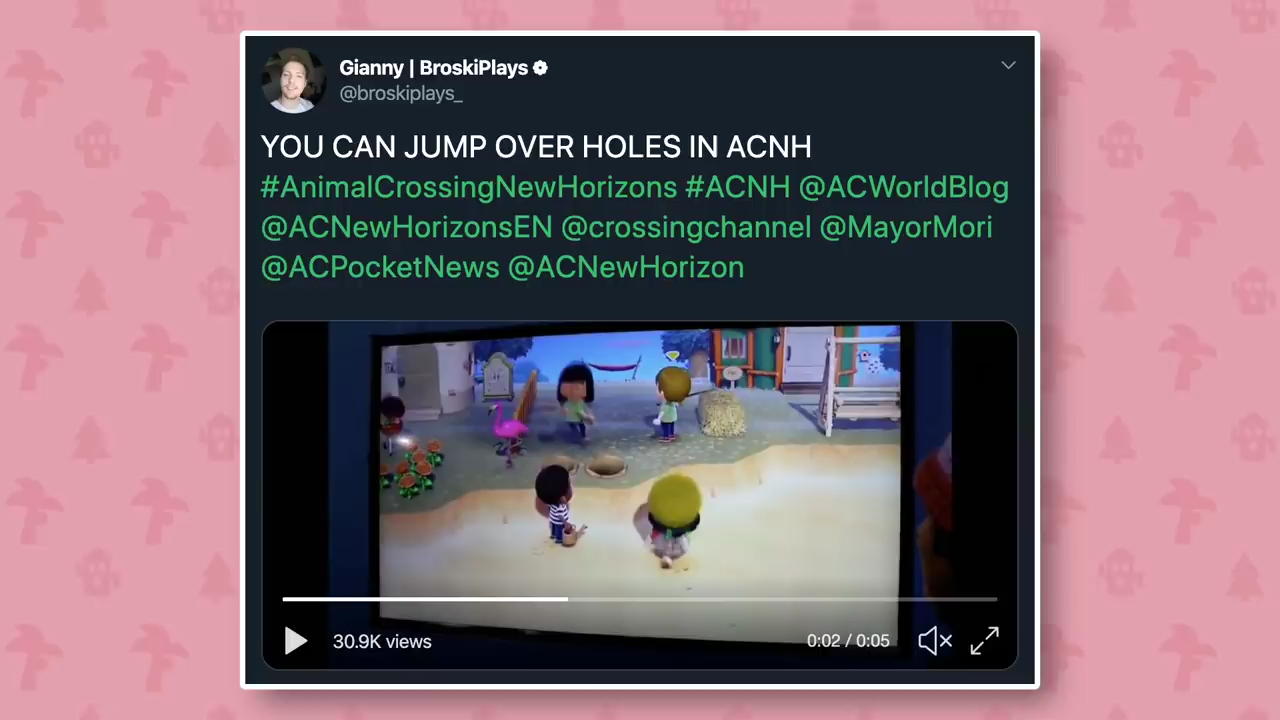 Gianny | BroskiPlays
@broskiplays_
YOU CAN JUMP OVER HOLES IN ACNH
#AnimalCrossingNewHorizons #ACNH @ACWorldBlog
@ACNewHorizonsEN @crossingchannel @MayorMori
@ACPocketNews @ACNewHorizon
30.9K views
0:02 / 0:05